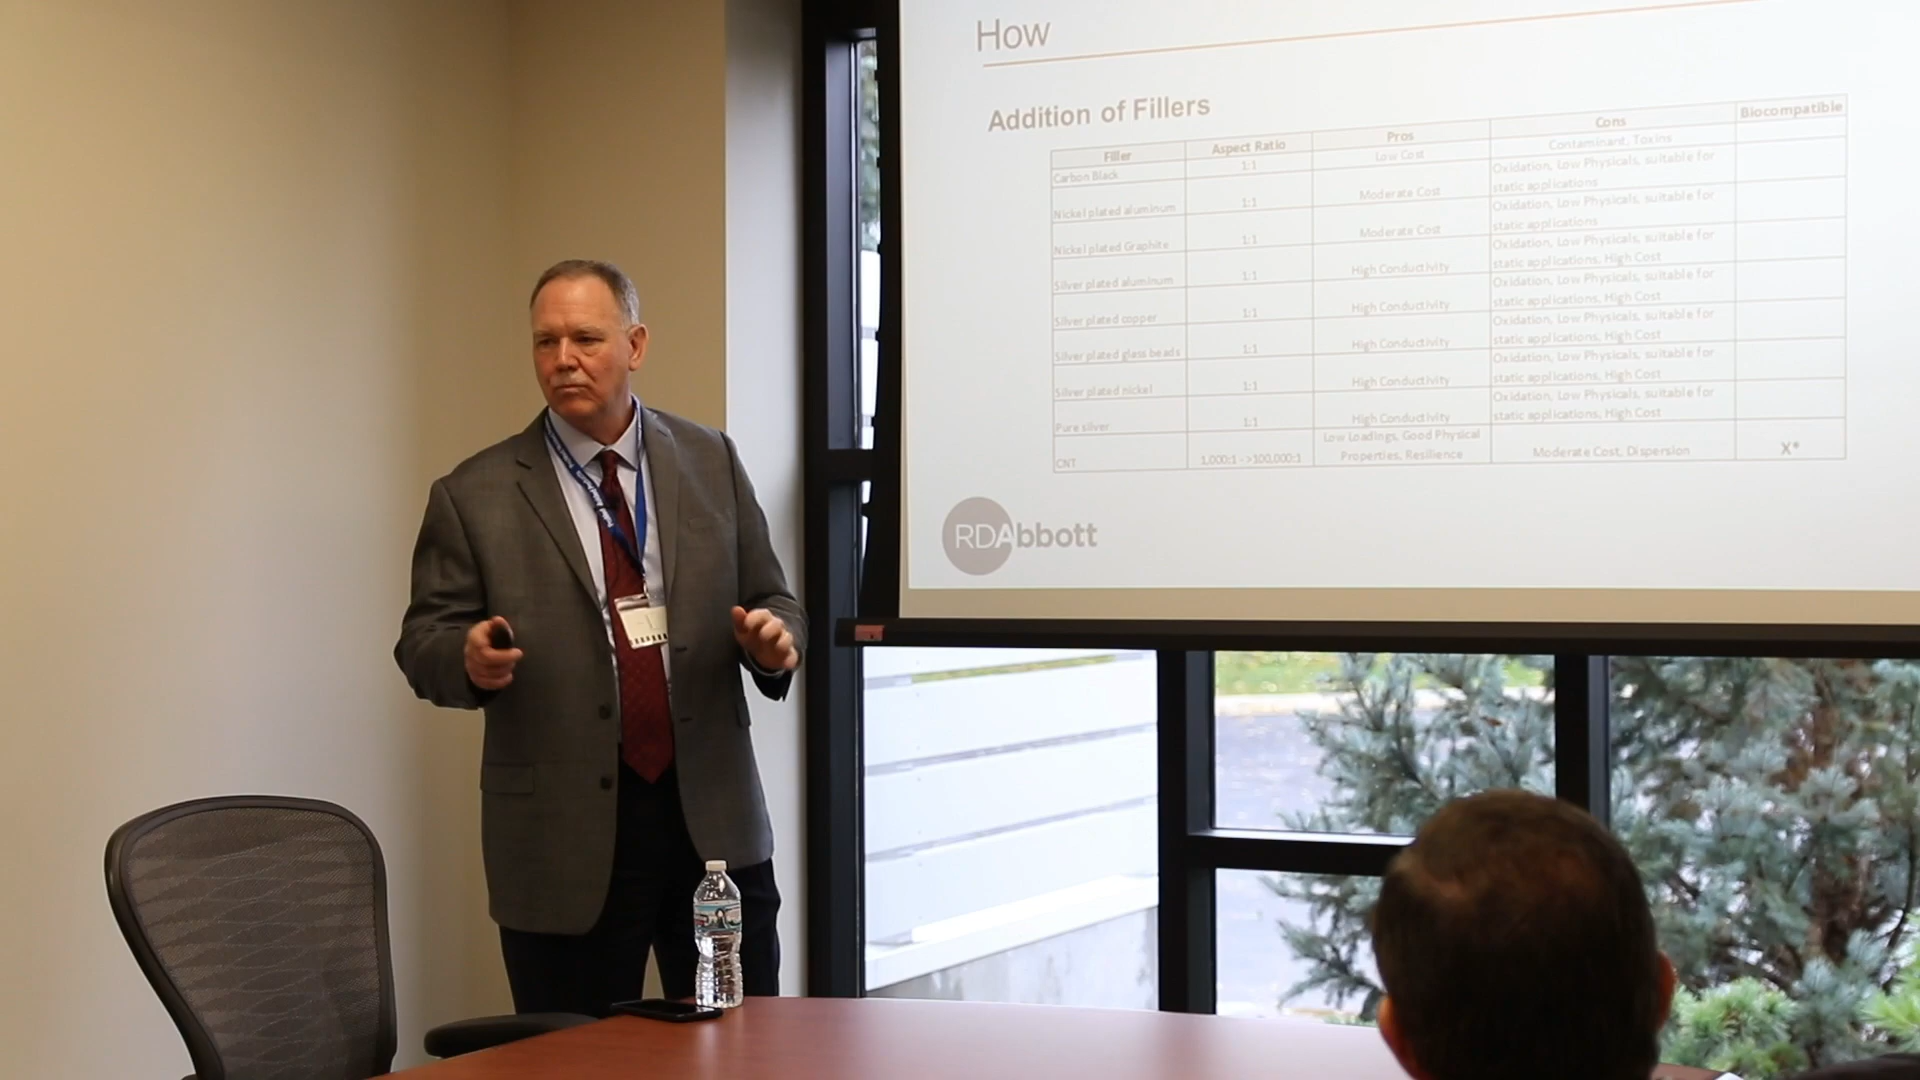 How
Addition of Fillers
Filler Aspect Ratio Pros Cons Biocompatible
Carbon Black 1:1 Low Cost Contaminant, Toxins
Nickel plated aluminum 1:1 Moderate Cost Oxidation, Low Physicals, suitable for
static applications
Nickel plated Graphite 1:1 Moderate Cost Oxidation, Low Physicals, suitable for
static applications
Silver plated aluminum 1:1 High Conductivity Oxidation, Low Physicals, suitable for
static applications, High Cost
Silver plated copper 1:1 High Conductivity Oxidation, Low Physicals, suitable for
static applications, High Cost
Silver plated glass beads 1:1 High Conductivity Oxidation, Low Physicals, suitable for
static applications, High Cost
Silver plated nickel 1:1 High Conductivity Oxidation, Low Physicals, suitable for
static applications, High Cost
Pure silver 1:1 High Conductivity Oxidation, Low Physicals, suitable for
static applications, High Cost
CNT 1,000:1 ->100,000:1 Low Loadings, Good Physical
Properties, Resilience Moderate Cost, Dispersion X*
RDAbbott